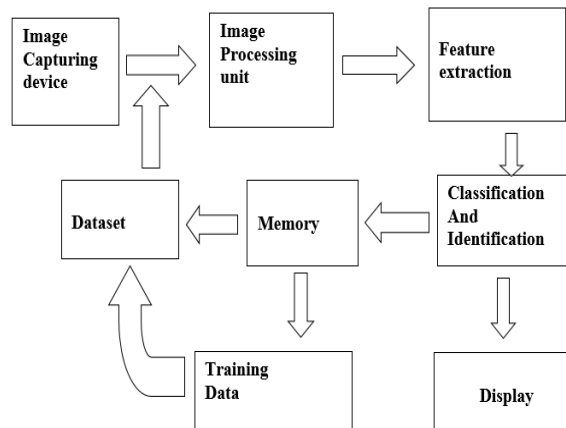 Image
Capturing
device
Image
Processing
unit
Feature
extraction
Dataset
Memory
Classification
And
Identification
Training
Data
Display